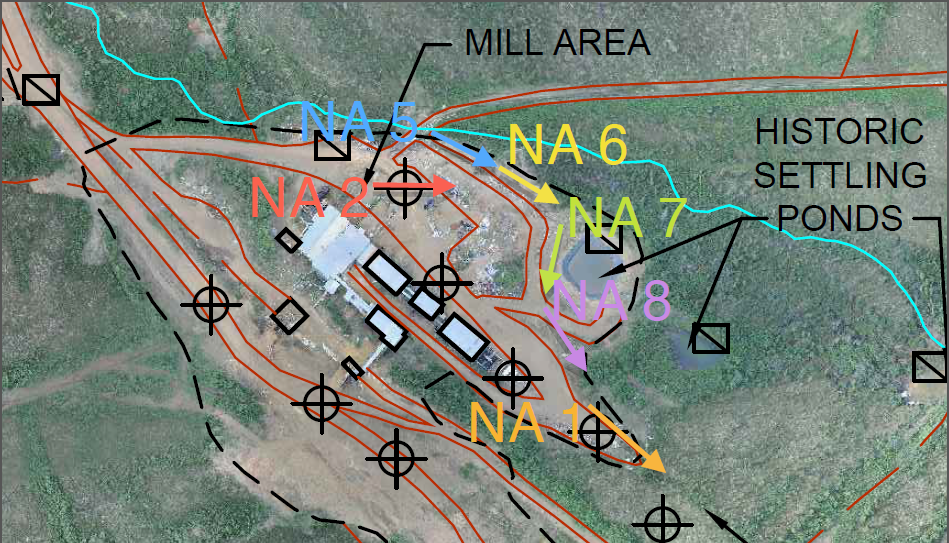 MILL AREA
NA 5
NA 6
HISTORIC
SETTLING
PONDS
NA 2
NA 7
NA 8
NA 1